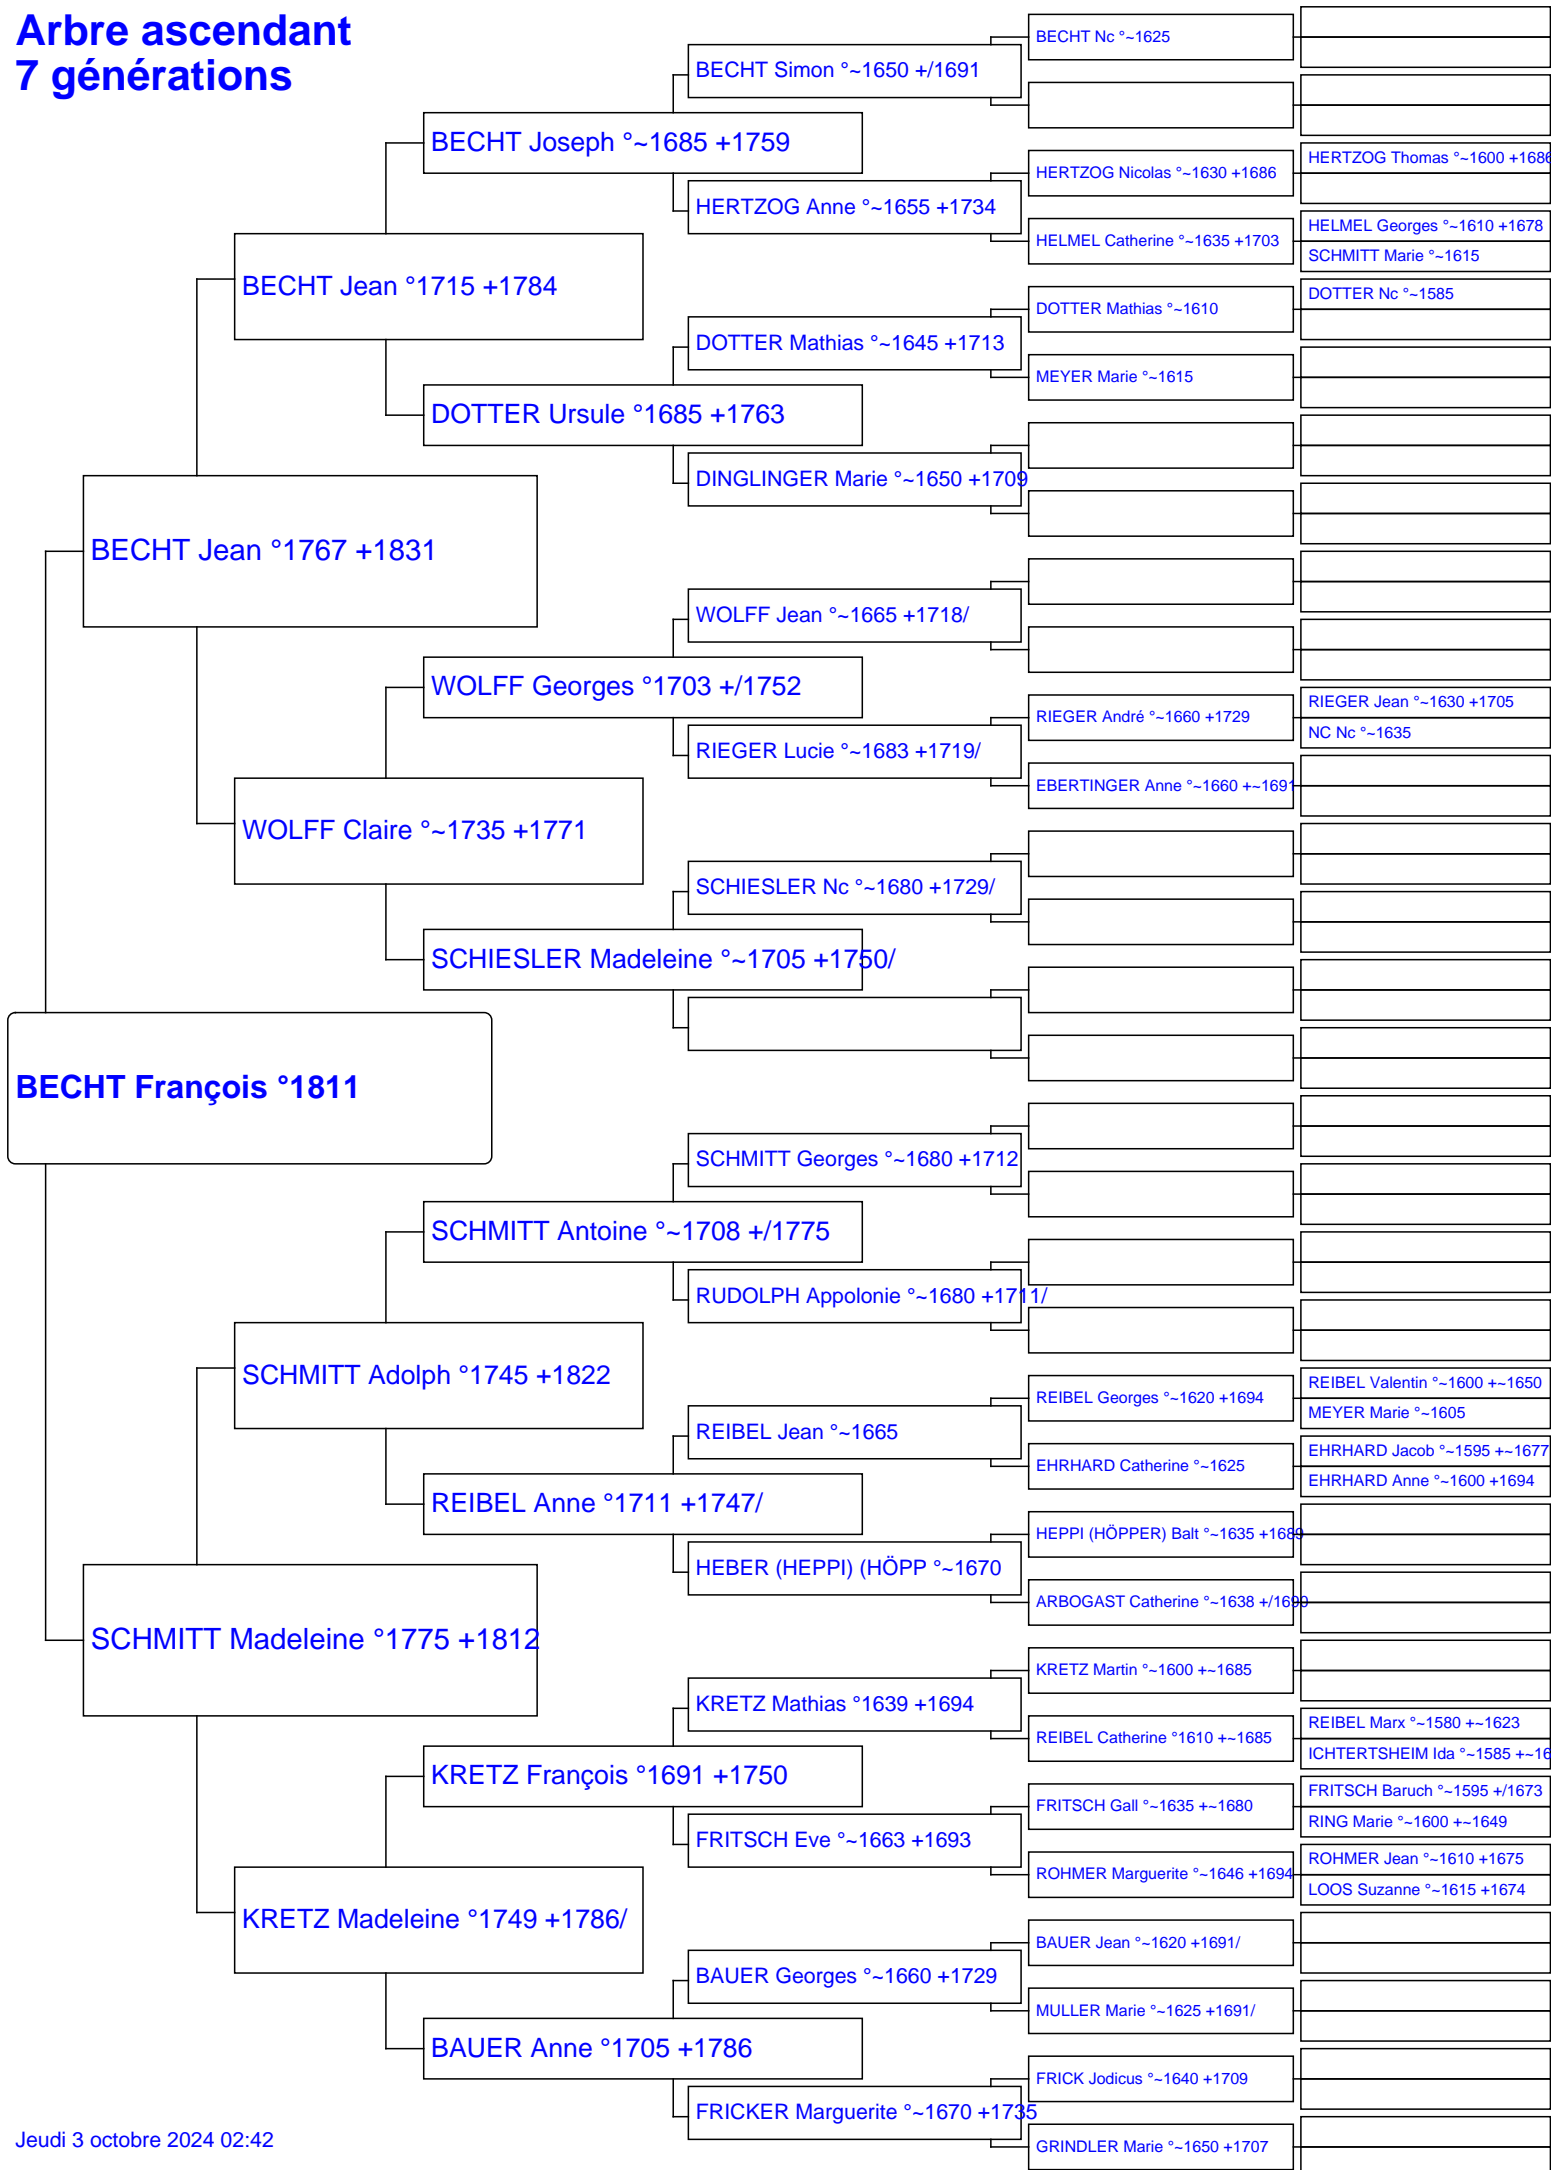 Arbre ascendant
7 générations
BECHT Nc °~1625
BECHT Simon °~1650 +/1691
BECHT Joseph °~1685 +1759
HERTZOG Thomas °~1600 +1686
HERTZOG Nicolas °~1630 +1686
HERTZOG Anne °~1655 +1734
HELMEL Georges °~1610 +1678
HELMEL Catherine °~1635 +1703
SCHMITT Marie °~1615
BECHT Jean °1715 +1784
DOTTER Nc °~1585
DOTTER Mathias °~1610
DOTTER Mathias °~1645 +1713
MEYER Marie °~1615
DOTTER Ursule °1685 +1763
DINGLINGER Marie °~1650 +1709
BECHT Jean °1767 +1831
WOLFF Jean °~1665 +1718/
WOLFF Georges °1703 +/1752
RIEGER Jean °~1630 +1705
RIEGER André °~1660 +1729
NC Nc °~1635
RIEGER Lucie °~1683 +1719/
EBERTINGER Anne °~1660 +~1691
WOLFF Claire °~1735 +1771
SCHIESLER Nc °~1680 +1729/
SCHIESLER Madeleine °~1705 +1750/
BECHT François °1811
SCHMITT Georges °~1680 +1712
SCHMITT Antoine °~1708 +/1775
RUDOLPH Appolonie °~1680 +1711/
SCHMITT Adolph °1745 +1822
REIBEL Valentin °~1600 +~1650
REIBEL Georges °~1620 +1694
MEYER Marie °~1605
REIBEL Jean °~1665
EHRHARD Jacob °~1595 +~1677
EHRHARD Catherine °~1625
EHRHARD Anne °~1600 +1694
REIBEL Anne °1711 +1747/
HEPPI (HÖPPER) Balt °~1635 +1689
HEBER (HEPPI) (HÖPP °~1670
ARBOGAST Catherine °~1638 +/1690
SCHMITT Madeleine °1775 +1812
KRETZ Martin °~1600 +~1685
KRETZ Mathias °1639 +1694
REIBEL Marx °~1580 +~1623
REIBEL Catherine °1610 +~1685
ICHTERTSHEIM Ida °~1585 +~16
KRETZ François °1691 +1750
FRITSCH Baruch °~1595 +/1673
FRITSCH Gall °~1635 +~1680
RING Marie °~1600 +~1649
FRITSCH Eve °~1663 +1693
ROHMER Jean °~1610 +1675
ROHMER Marguerite °~1646 +1694
LOOS Suzanne °~1615 +1674
KRETZ Madeleine °1749 +1786/
BAUER Jean °~1620 +1691/
BAUER Georges °~1660 +1729
MULLER Marie °~1625 +1691/
BAUER Anne °1705 +1786
FRICK Jodicus °~1640 +1709
FRICKER Marguerite °~1670 +1735
GRINDLER Marie °~1650 +1707
Jeudi 3 octobre 2024 02:42